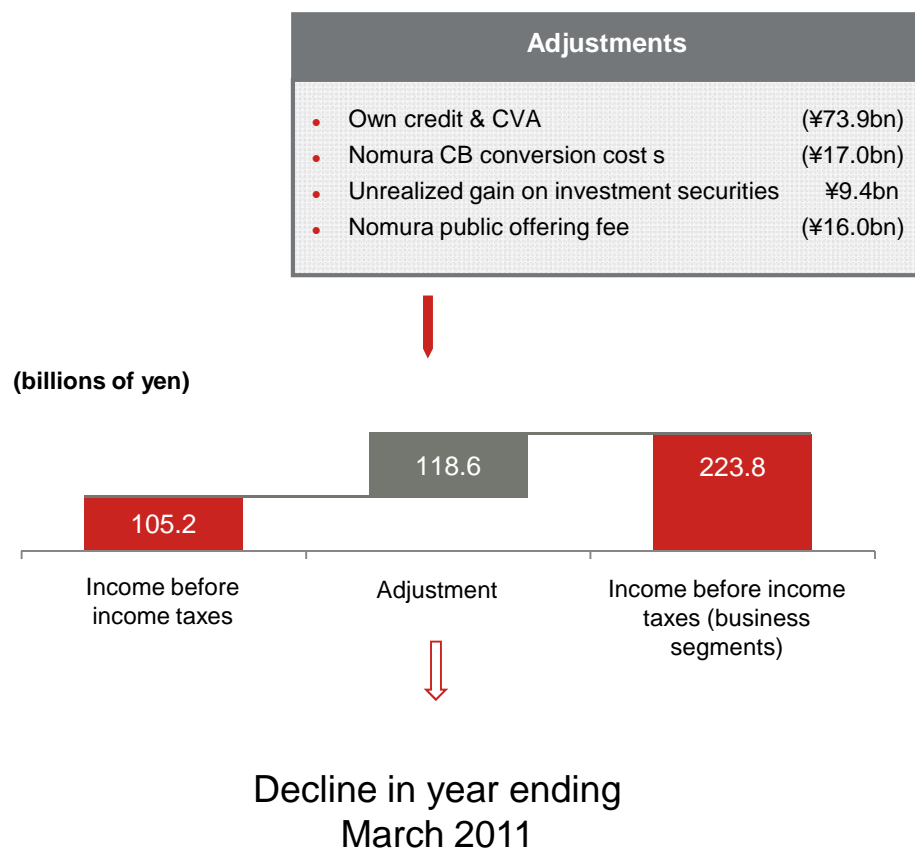 Adjustments
• Own credit & CVA (¥73.9bn)
• Nomura CB conversion cost s (¥17.0bn)
• Unrealized gain on investment securities ¥9.4bn
• Nomura public offering fee (¥16.0bn)
(billions of yen)
118.6
223.8
105.2
Income before
income taxes
Adjustment
Income before income
taxes (business
segments)
Decline in year ending
March 2011